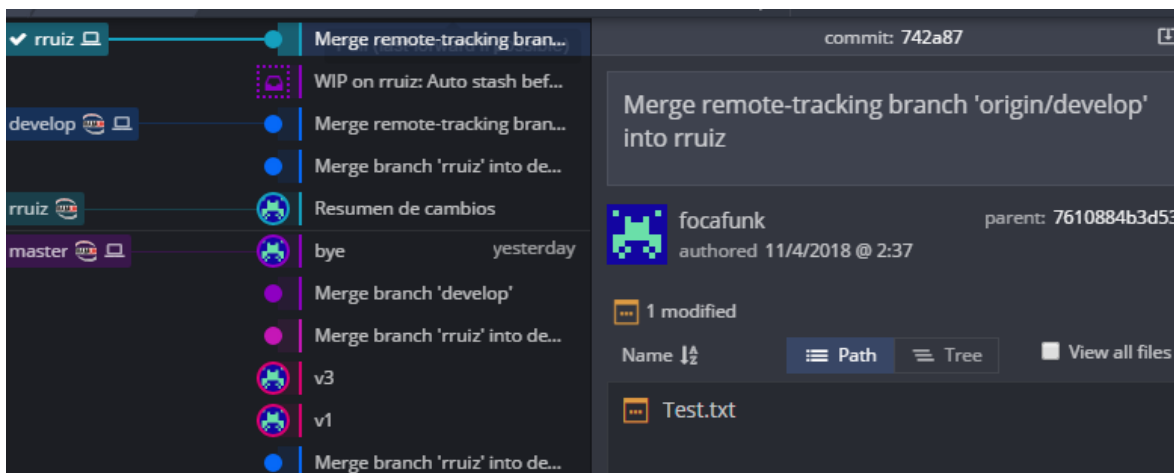 rruiz
Merge remote-tracking bran...
WIP on rruiz: Auto stash bef...
develop
Merge remote-tracking bran...
Merge branch 'rruiz' into de...
rruiz
Resumen de cambios
master
bye
yesterday
Merge branch 'develop'
Merge branch 'rruiz' into de...
v3
v1
Merge branch 'rruiz' into de...
commit: 742a87
Merge remote-tracking branch 'origin/develop'
into rruiz
focafunk
parent: 7610884b3d53
authored 11/4/2018 @ 2:37
1 modified
Name
Path
Tree
View all files
Test.txt